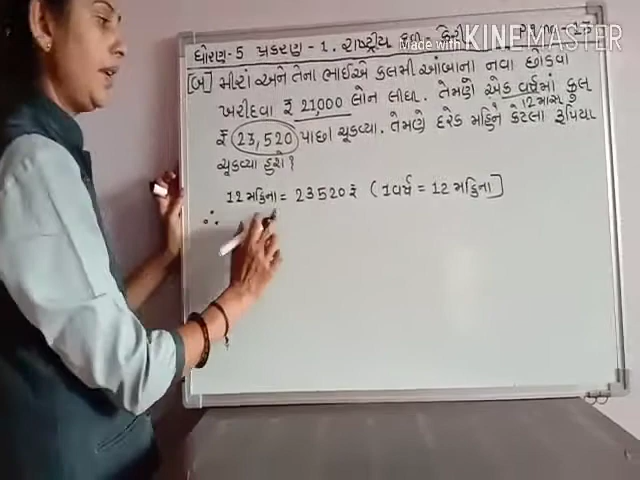 ધોરણ-5 પ્રકરણ-1. રાષ્ટ્રીય
Made with KINEMASTER
[બ] મીરાં અને તેના ભાઈએ કલમી આંબાના નવા છોડવા
ખરીદવા ₹ 21,000 લોન લીધા. તેમણે એક વર્ષમાં કુલ
12 માસ
₹ 23,520 પાછા ચૂકવ્યા. તેમણે દરેક મહિને કેટલા રૂપિયા
ચૂકવ્યા હશે?
12 મહિના = 23520 ₹ (1 વર્ષ = 12 મહિના]
∴